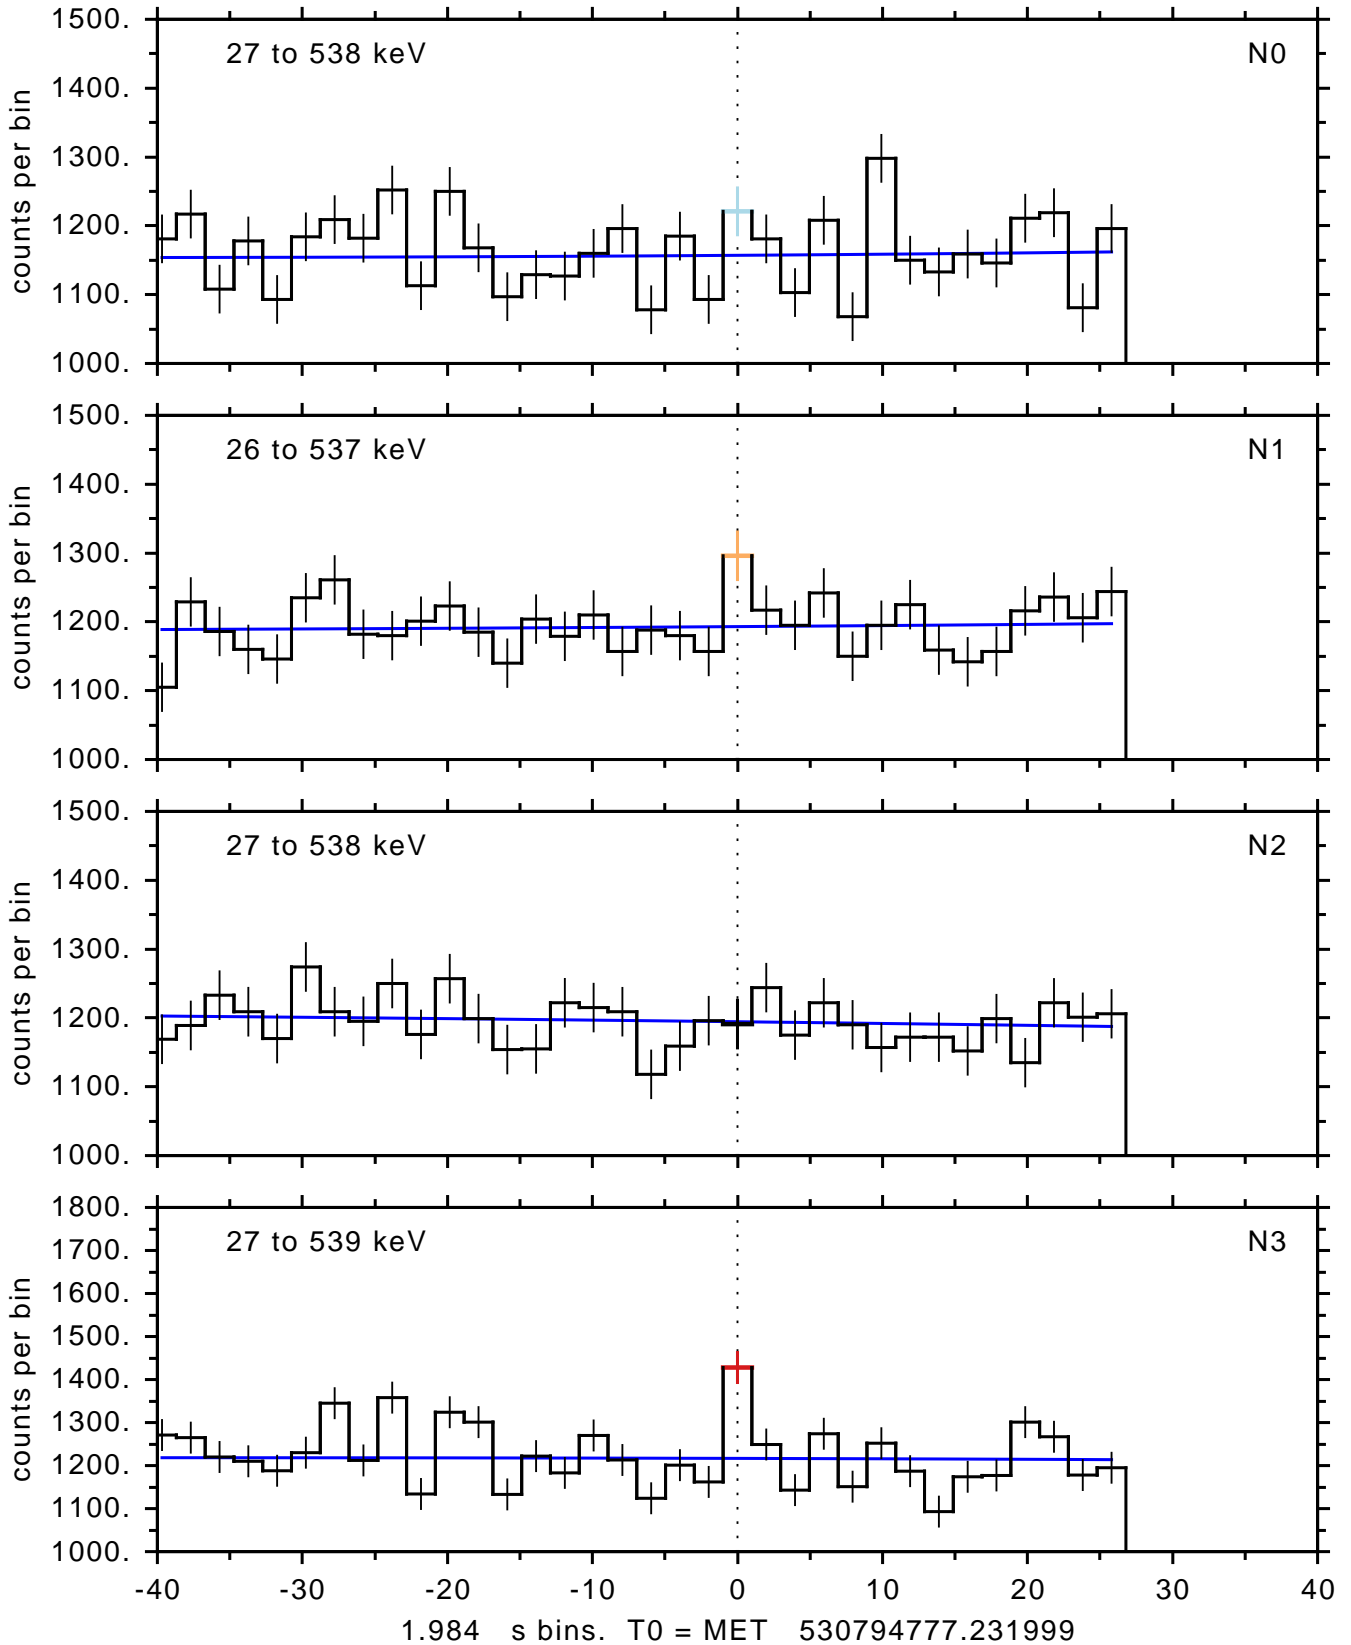 1500.
27 to 538 keV N0
1400.
1300.
1200.
1100.
1000.
counts per bin
1500.
26 to 537 keV N1
1400.
1300.
1200.
1100.
1000.
counts per bin
1500.
27 to 538 keV N2
1400.
1300.
1200.
1100.
1000.
counts per bin
1800.
27 to 539 keV N3
1700.
1600.
1500.
1400.
1300.
1200.
1100.
1000.
counts per bin
-40 -30 -20 -10 0 10 20 30 40
1.984 s bins. T0 = MET 530794777.231999